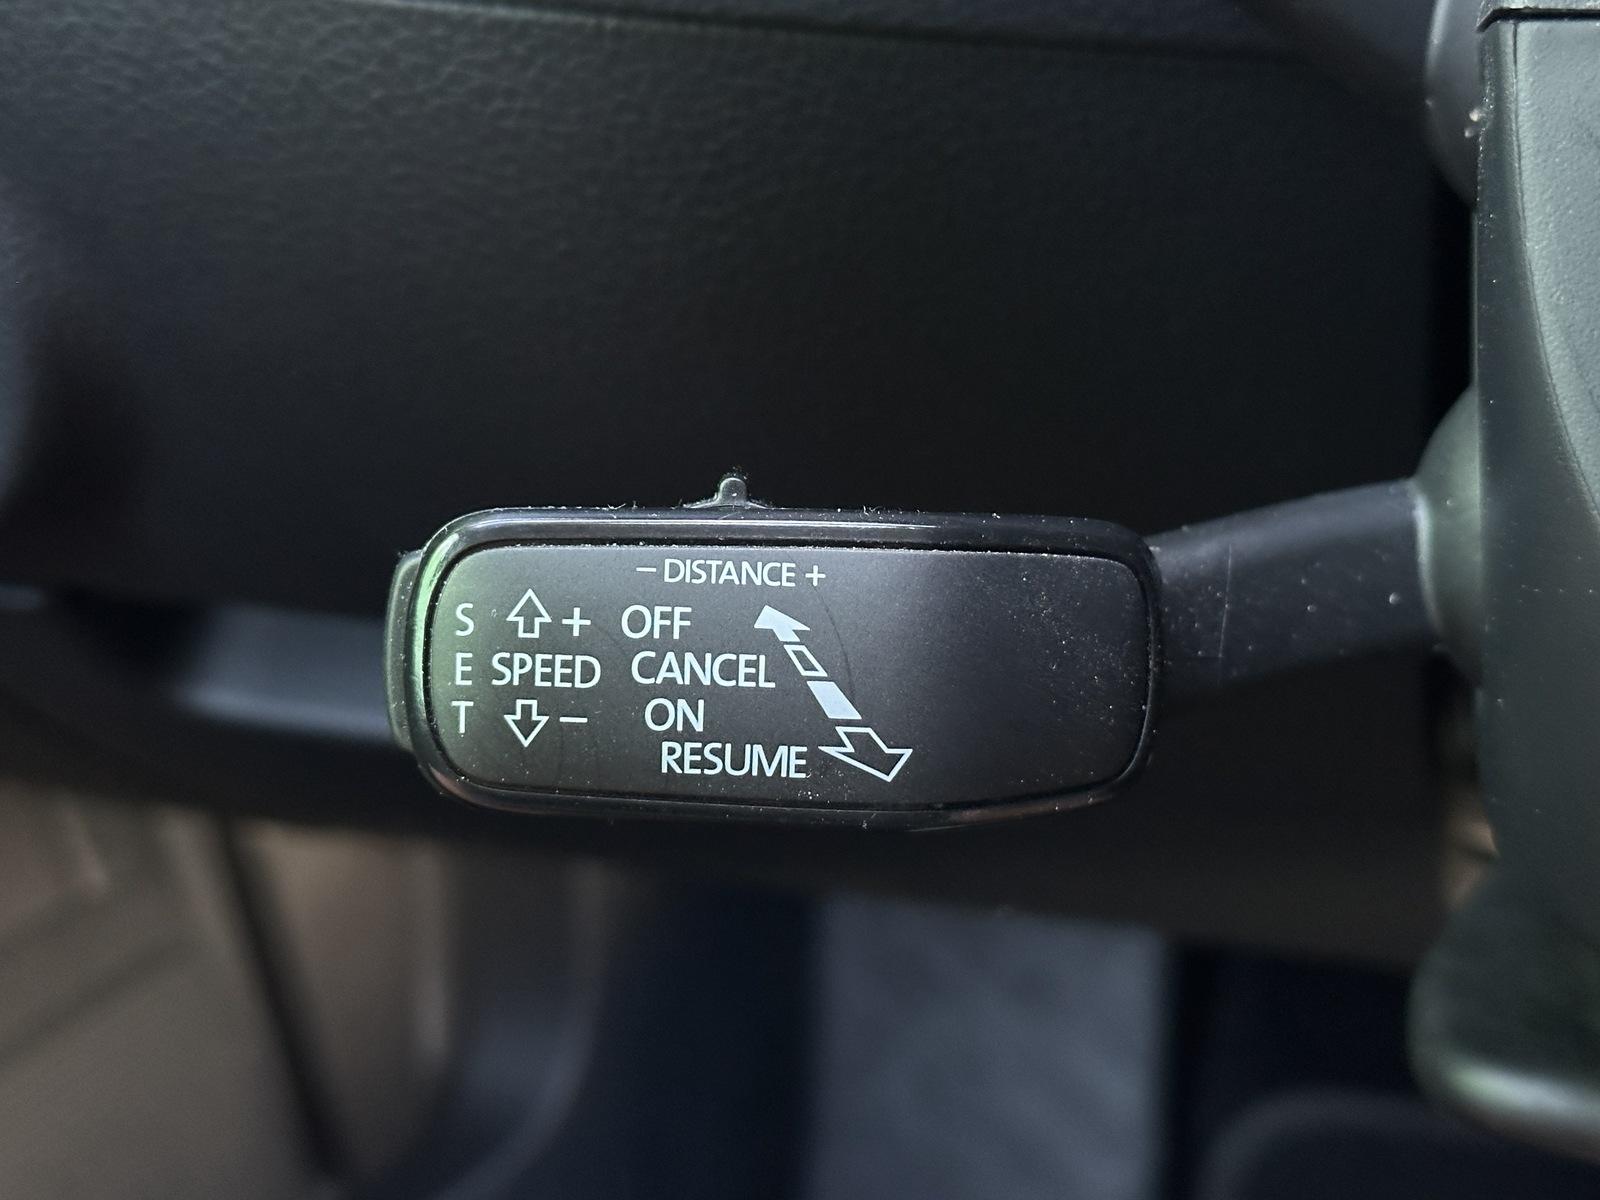 – DISTANCE +
S + OFF
E SPEED CANCEL
T – ON
RESUME